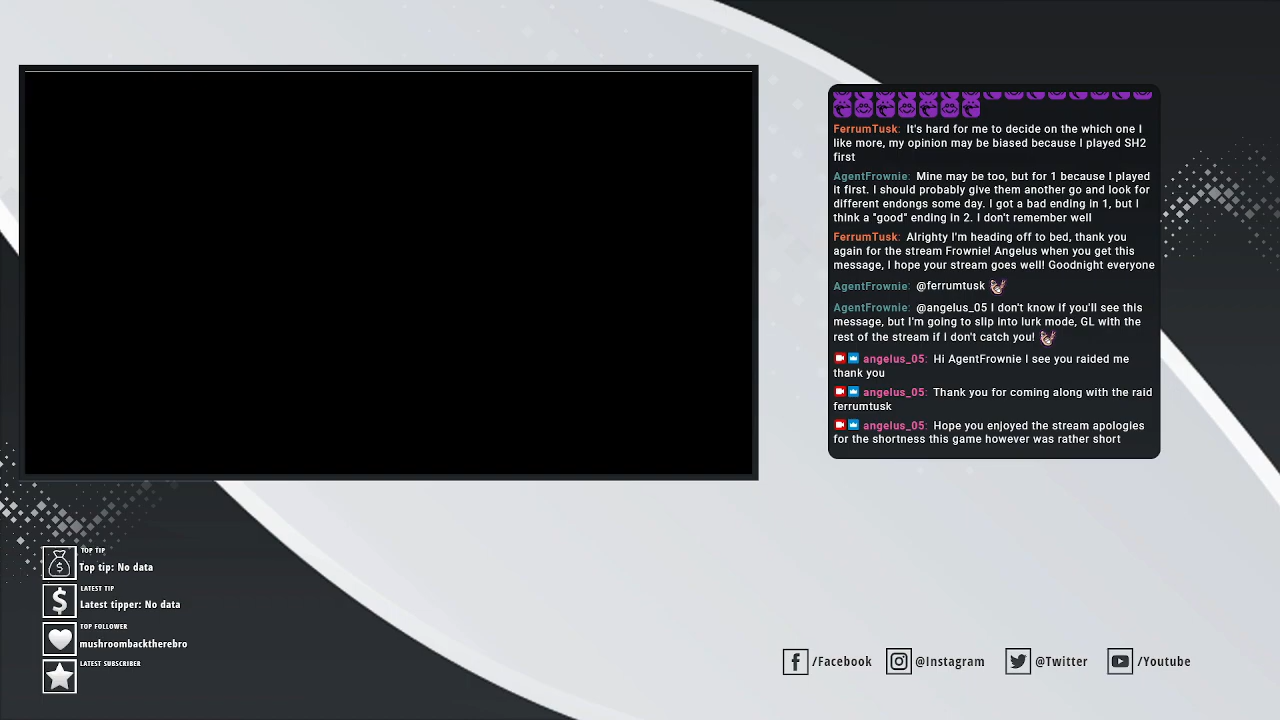 FerrumTusk: It's hard for me to decide on the which one I
like more, my opinion may be biased because I played SH2
first
AgentFrownie: Mine may be too, but for 1 because I played
it first. I should probably give them another go and look for
different endongs some day. I got a bad ending in 1, but I
think a "good" ending in 2. I don't remember well
FerrumTusk: Alrighty I'm heading off to bed, thank you
again for the stream Frownie! Angelus when you get this
message, I hope your stream goes well! Goodnight everyone
AgentFrownie: @ferrumtusk
AgentFrownie: @angelus_05 I don't know if you'll see this
message, but I'm going to slip into lurk mode, GL with the
rest of the stream if I don't catch you!
angelus_05: Hi AgentFrownie I see you raided me
thank you
angelus_05: Thank you for coming along with the raid
ferrumtusk
angelus_05: Hope you enjoyed the stream apologies
for the shortness this game however was rather short
TOP TIP
Top tip: No data
LATEST TIP
Latest tipper: No data
TOP FOLLOWER
mushroombacktherebro
LATEST SUBSCRIBER
/Facebook
@Instagram
@Twitter
/Youtube